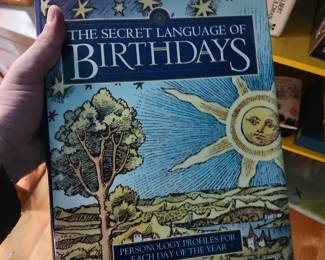 THE SECRET LANGUAGE OF
BIRTHDAYS
PERSONOLOGY PROFILES FOR
EACH DAY OF THE YEAR